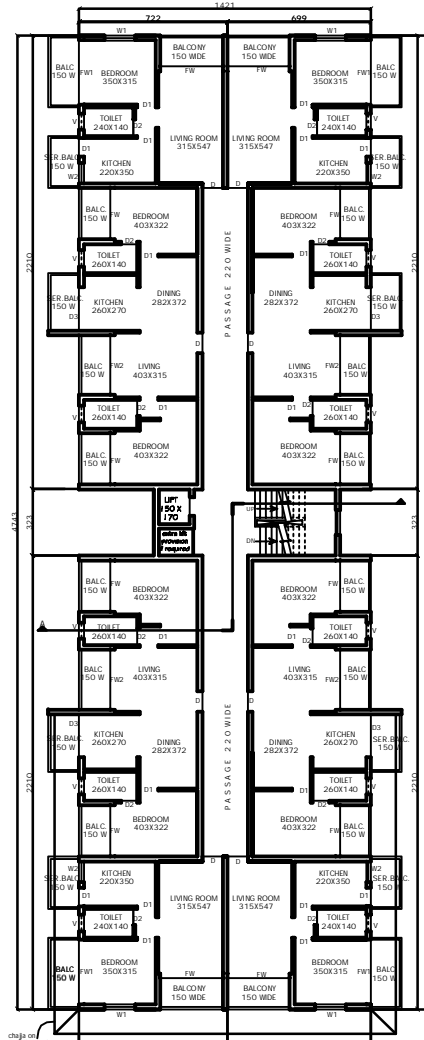 1421
722 699
W1 W1
BALC
150 W
FW1
BEDROOM
350X315
BALCONY
150 WIDE
FW
BALCONY
150 WIDE
FW
BEDROOM
350X315
FW1
BALC
150 W
D1 D1
V
TOILET
240X140
D2
D1
LIVING ROOM
315X547
LIVING ROOM
315X547
D1
D2
TOILET
240X140
V
D1
SER.BALC.
150 W
W2
KITCHEN
220X350
KITCHEN
220X350
D1
SER.BALC.
150 W
W2
D D
BALC.
150 W
FW
BEDROOM
403X322
BEDROOM
403X322
FW
BALC.
150 W
2210
PASSAGE 220 WIDE
2210
D2 D2
V
TOILET
260X140
D1
D1
TOILET
260X140
V
SER.BALC.
150 W
D3
KITCHEN
260X270
DINING
282X372
DINING
282X372
KITCHEN
260X270
SER.BALC.
150 W
D3
D D
BALC
150 W
FW2
LIVING
403X315
LIVING
403X315
FW2
BALC
150 W
V
TOILET
260X140
D2 D1
D1 D2
TOILET
260X140
V
BALC.
150 W
FW
BEDROOM
403X322
BEDROOM
403X322
FW
BALC.
150 W
4743
323
LIFT
150 X
170
extra lift
provision
if required
UP
DN
323
BALC.
150 W
FW
BEDROOM
403X322
BEDROOM
403X322
FW
BALC.
150 W
A
V
TOILET
260X140
D2 D1
D1 D2
TOILET
260X140
V
BALC
150 W
FW2
LIVING
403X315
LIVING
403X315
FW2
BALC
150 W
D D
D3
SER.BALC.
150 W
KITCHEN
260X270
DINING
282X372
DINING
282X372
KITCHEN
260X270
D3
SER.BALC.
150 W
2210
PASSAGE 220 WIDE
2210
V
TOILET
260X140
D1
D1
TOILET
260X140
V
D2 D2
BALC.
150 W
FW
BEDROOM
403X322
BEDROOM
403X322
FW
BALC.
150 W
D D
W2
SER.BALC.
150 W
D1
KITCHEN
220X350
KITCHEN
220X350
W2
SER.BALC.
150 W
D1
V
TOILET
240X140
D1
D2
LIVING ROOM
315X547
LIVING ROOM
315X547
D1
D2
TOILET
240X140
V
D1 D1
BALC
150 W
FW1
BEDROOM
350X315
FW
BALCONY
150 WIDE
FW
BALCONY
150 WIDE
BEDROOM
350X315
FW1
BALC
150 W
W1 W1
chajja on